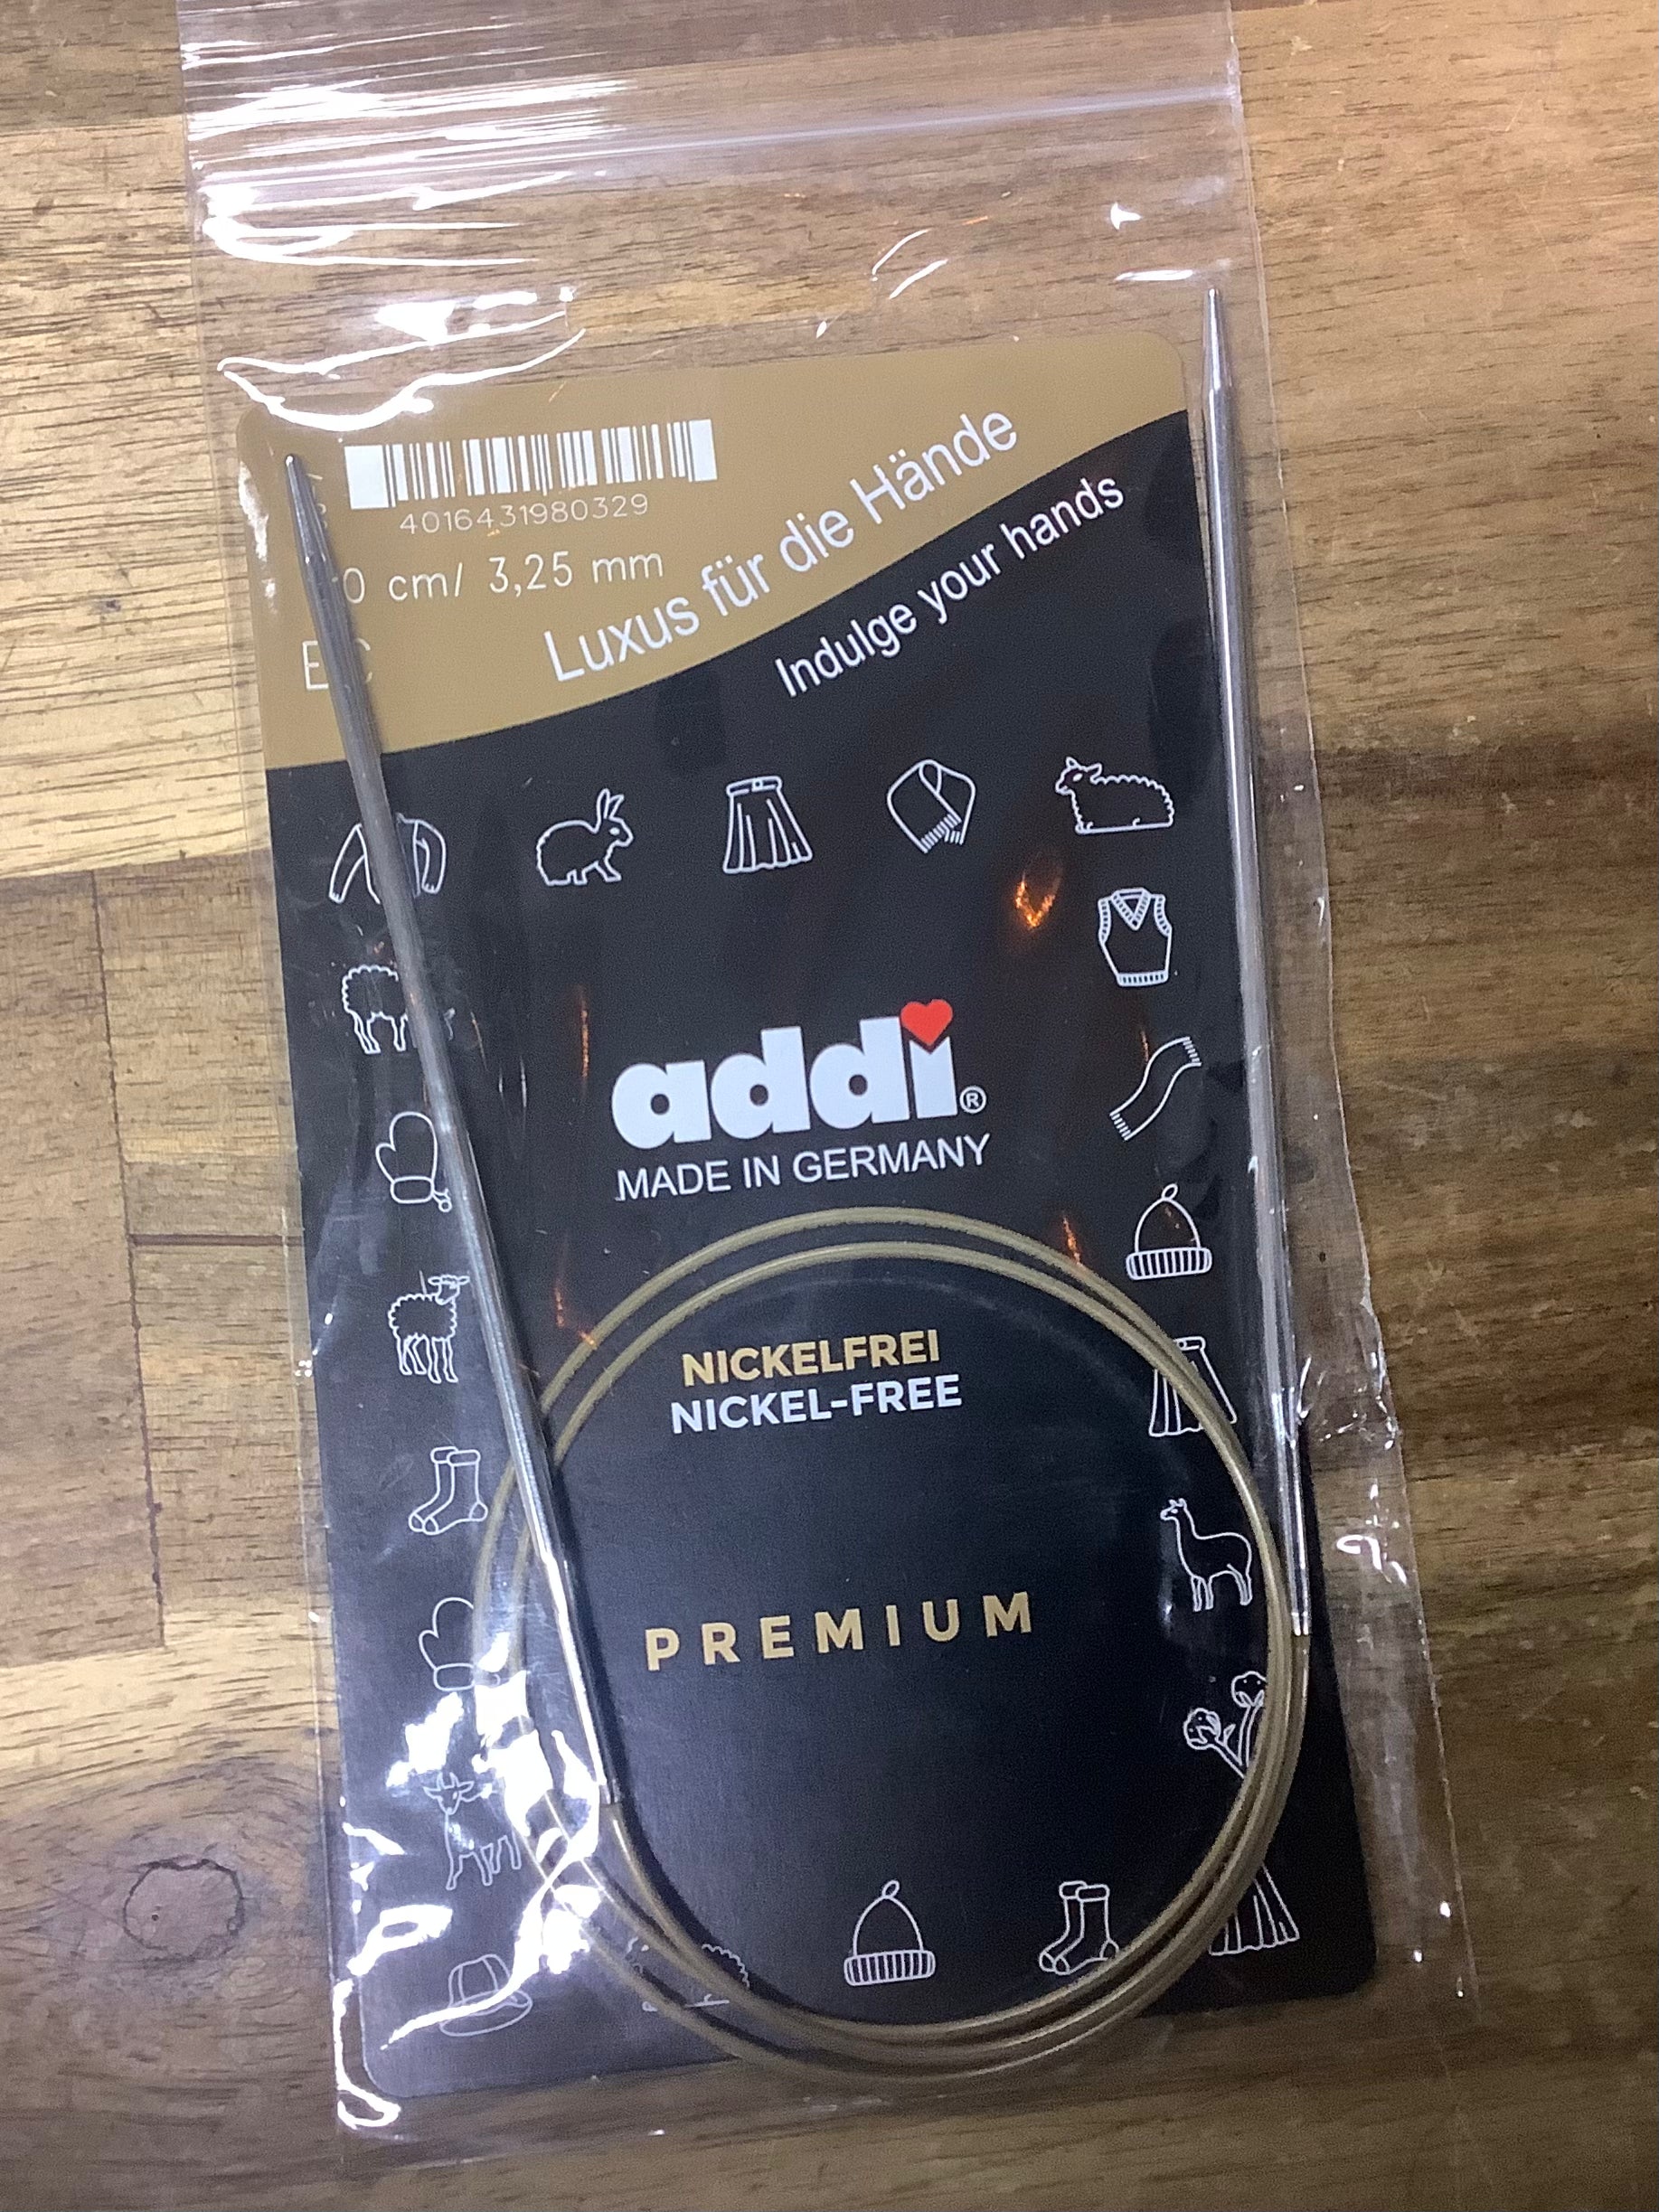 4016431980329
0 cm/ 3,25 mm
Luxus für die Hände
Indulge your hands
addi®
MADE IN GERMANY
NICKELFREI
NICKEL-FREE
PREMIUM